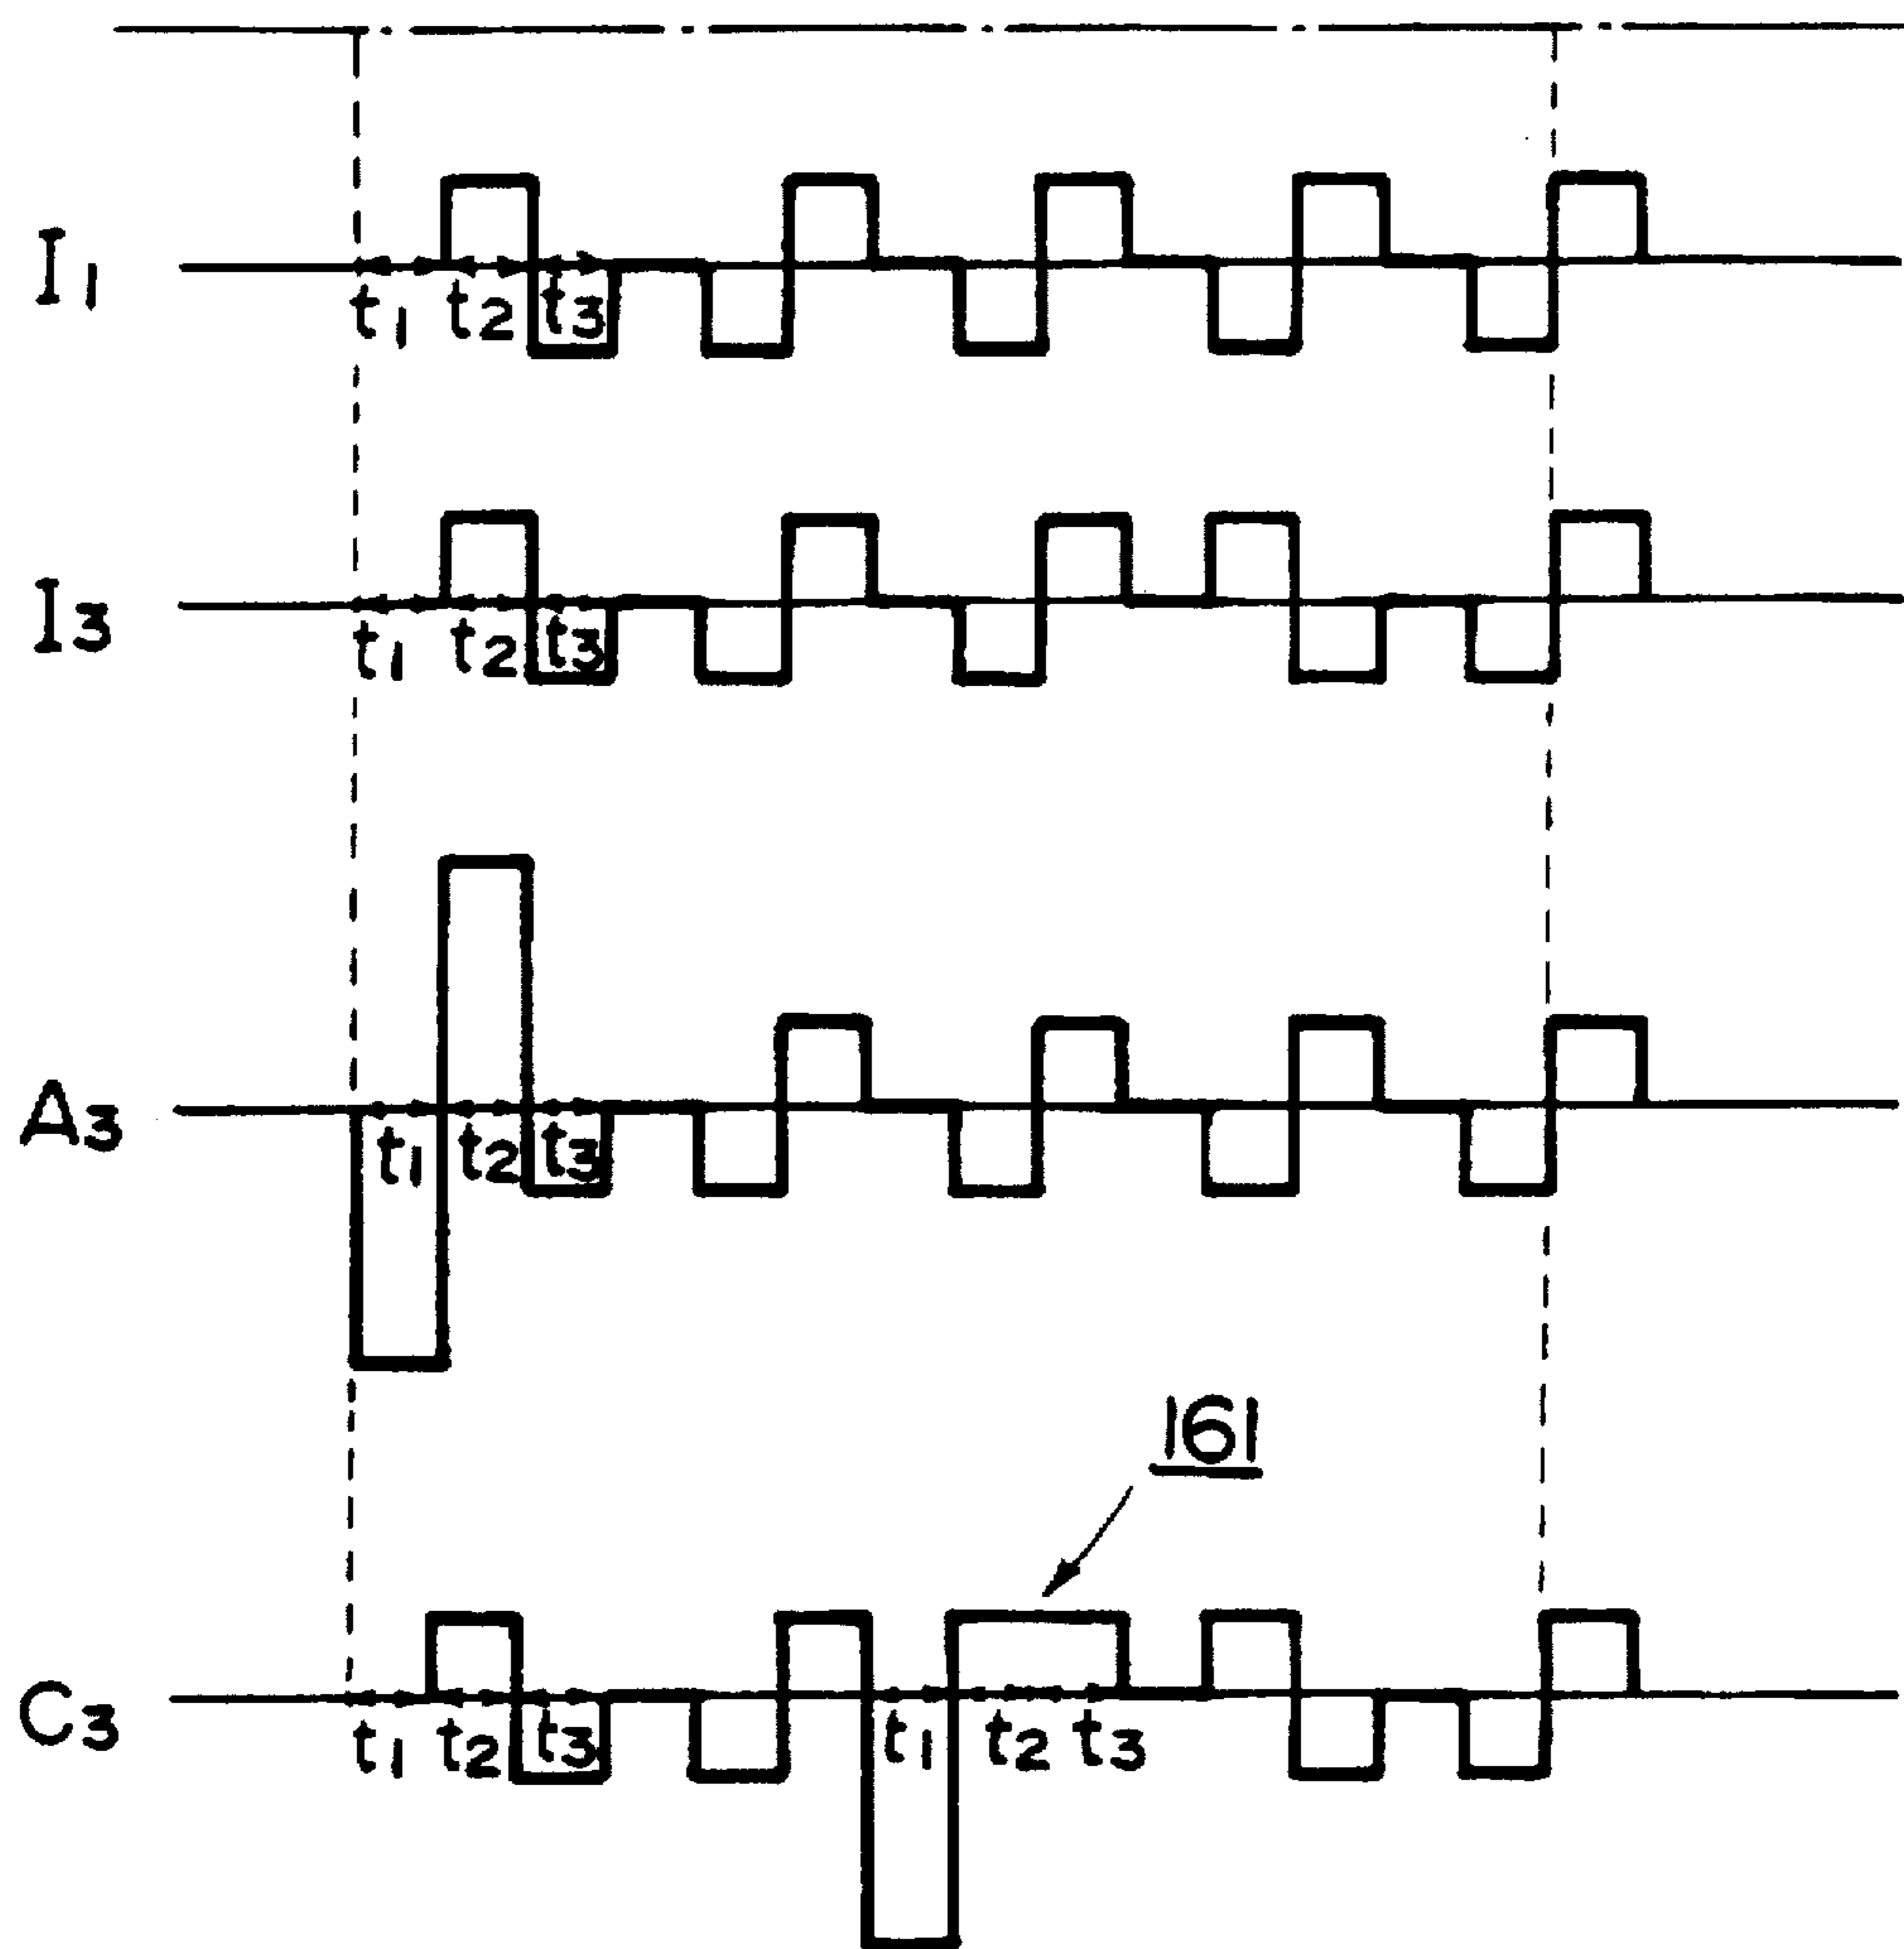 I₁
t₁ t₂ t₃
I₃
t₁ t₂ t₃
A₃
t₁ t₂ t₃
161
C₃
t₁ t₂ t₃ t₁ t₂ t₃